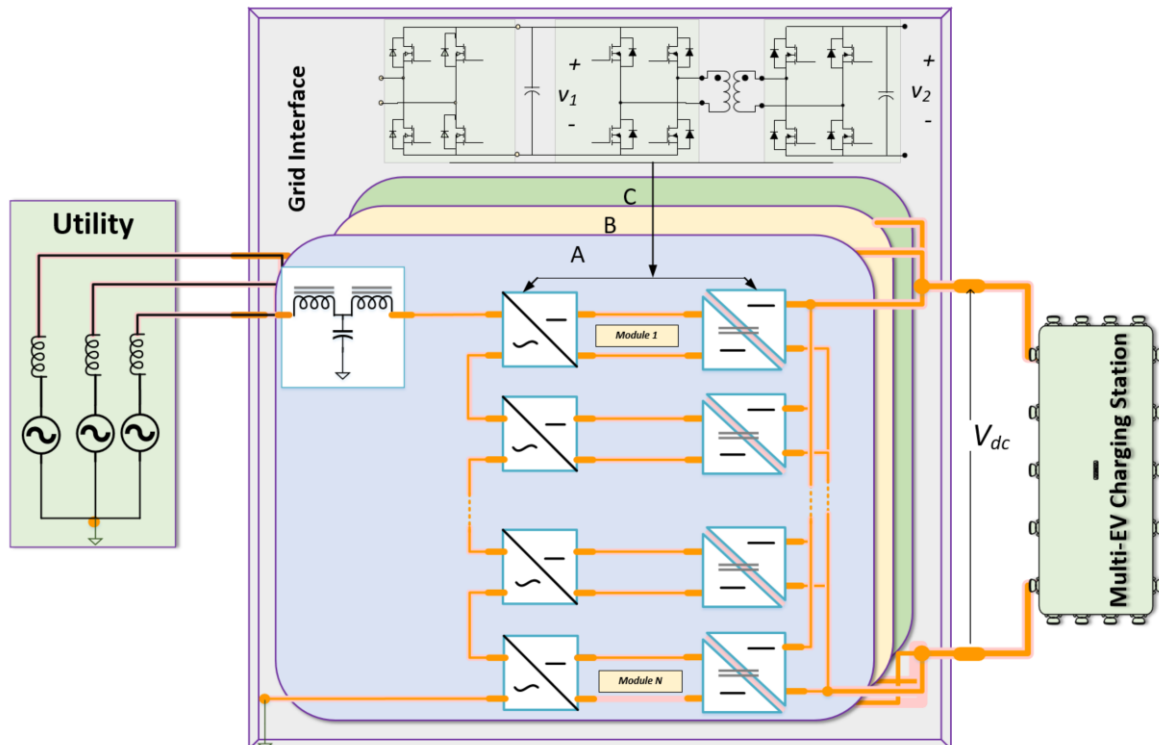 Utility
Grid Interface
+
v1
-
+
v2
-
C
B
A
Module 1
Module N
Vdc
Multi-EV Charging Station